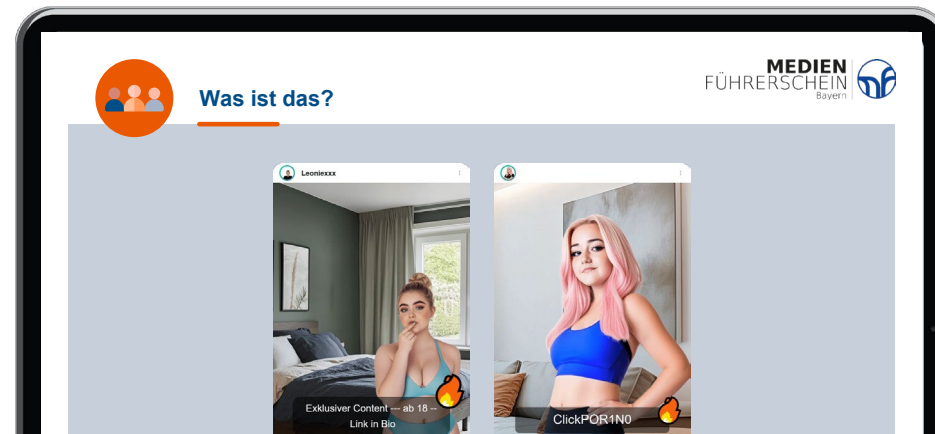 MEDIEN
FÜHRERSCHEIN
Bayern
Was ist das?
Leoniexxx
Exklusiver Content --- ab 18 --
Link in Bio
ClickPOR1N0